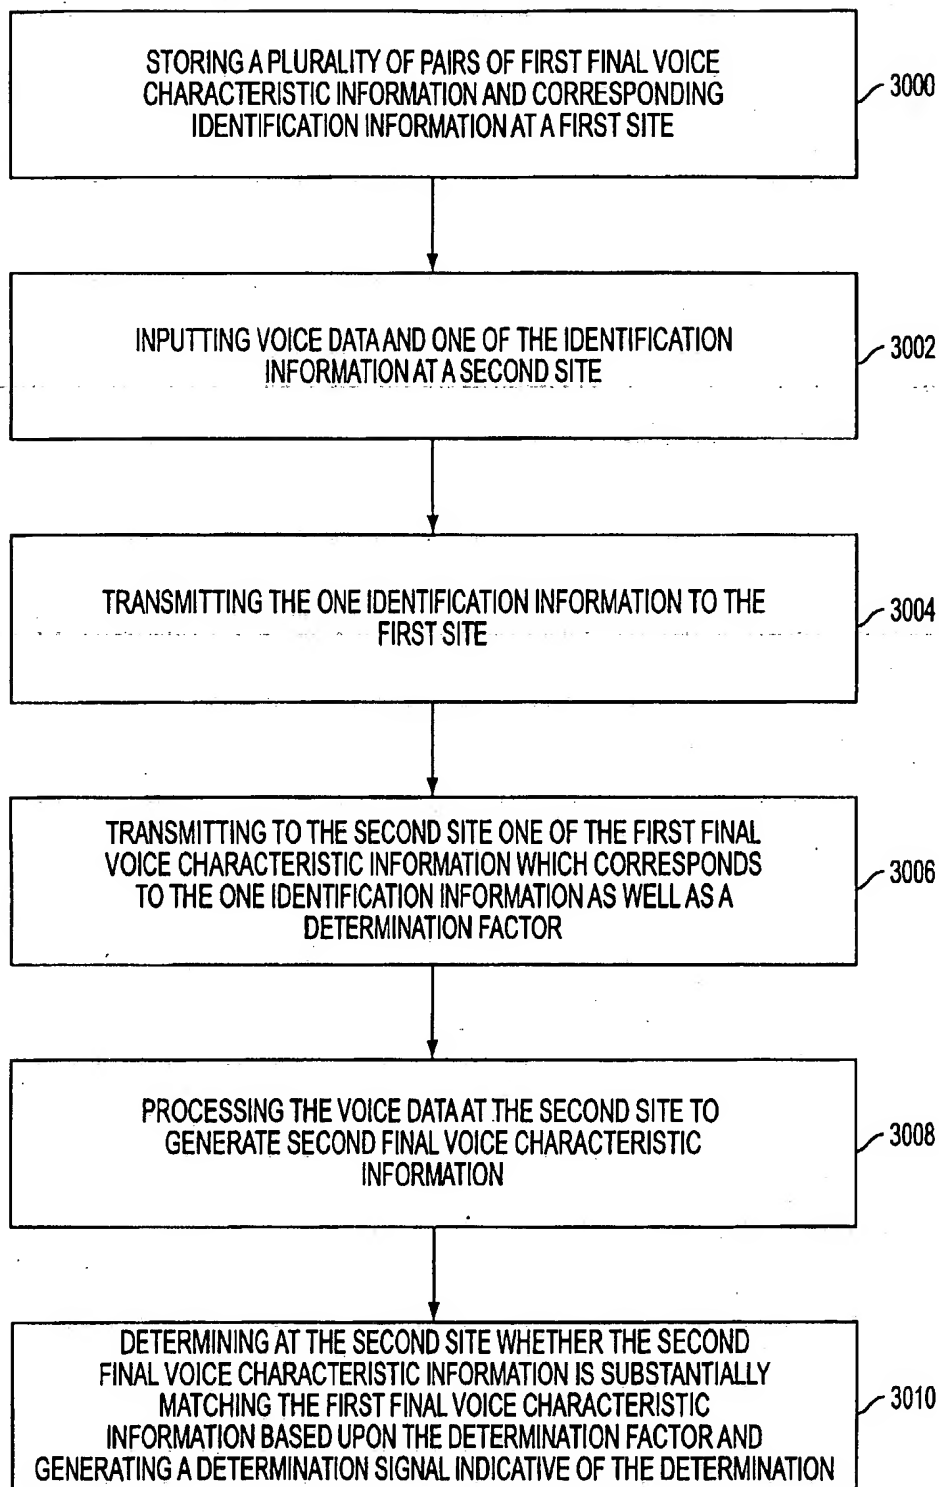 STORING A PLURALITY OF PAIRS OF FIRST FINAL VOICE
CHARACTERISTIC INFORMATION AND CORRESPONDING
IDENTIFICATION INFORMATION AT A FIRST SITE
3000
INPUTTING VOICE DATA AND ONE OF THE IDENTIFICATION
INFORMATION AT A SECOND SITE
3002
TRANSMITTING THE ONE IDENTIFICATION INFORMATION TO THE
FIRST SITE
3004
TRANSMITTING TO THE SECOND SITE ONE OF THE FIRST FINAL
VOICE CHARACTERISTIC INFORMATION WHICH CORRESPONDS
TO THE ONE IDENTIFICATION INFORMATION AS WELL AS A
DETERMINATION FACTOR
3006
PROCESSING THE VOICE DATA AT THE SECOND SITE TO
GENERATE SECOND FINAL VOICE CHARACTERISTIC
INFORMATION
3008
DETERMINING AT THE SECOND SITE WHETHER THE SECOND
FINAL VOICE CHARACTERISTIC INFORMATION IS SUBSTANTIALLY
MATCHING THE FIRST FINAL VOICE CHARACTERISTIC
INFORMATION BASED UPON THE DETERMINATION FACTOR AND
GENERATING A DETERMINATION SIGNAL INDICATIVE OF THE DETERMINATION
3010